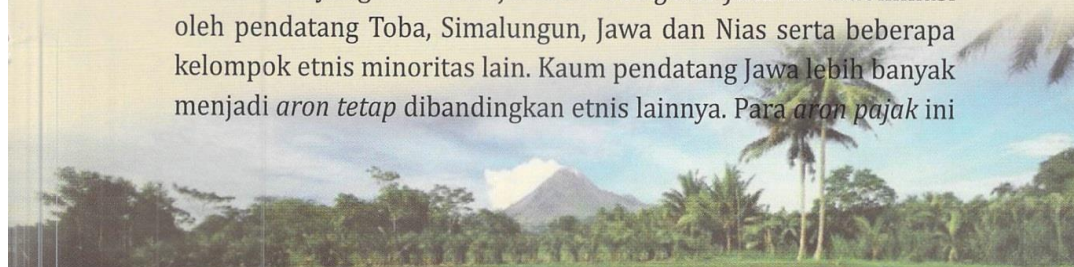 oleh pendatang Toba, Simalungun, Jawa dan Nias serta beberapa
kelompok etnis minoritas lain. Kaum pendatang Jawa lebih banyak
menjadi aron tetap dibandingkan etnis lainnya. Para aron pajak ini